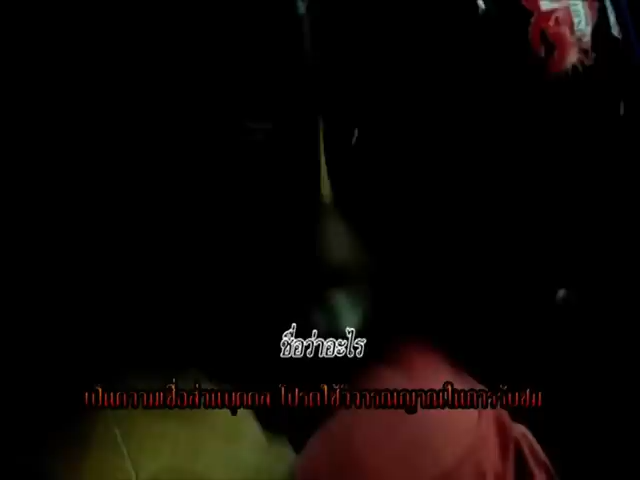 ชื่อว่าอะไร
เป็นความเชื่อส่วนบุคคล โปรดใช้วิจารณญาณในการรับชม